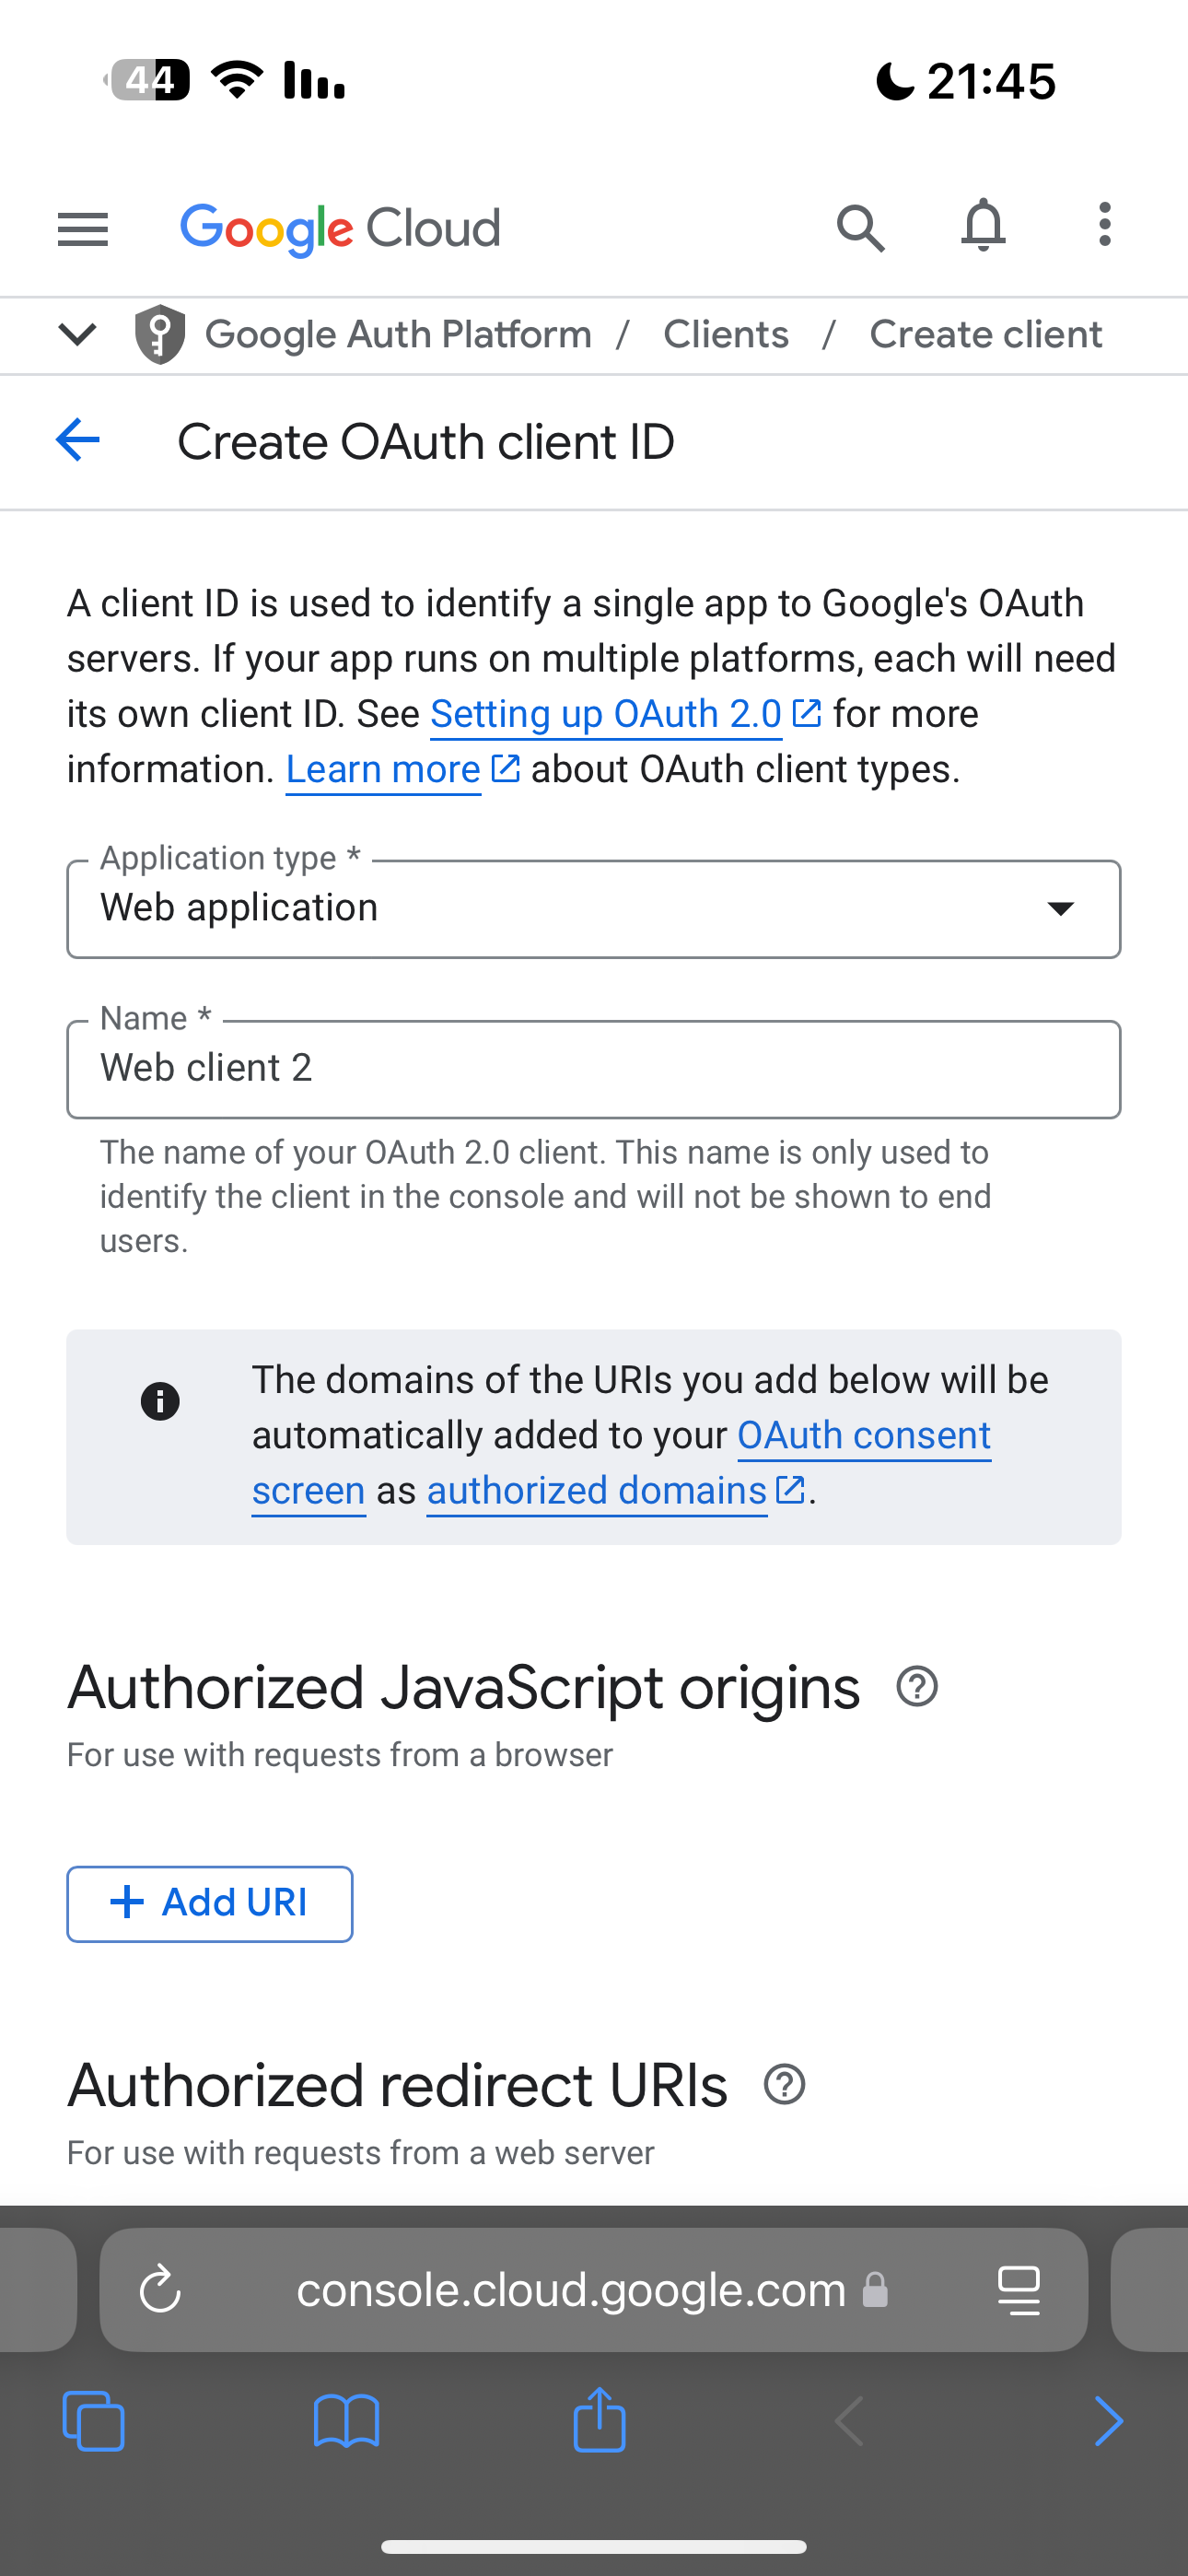 44
21:45
Google Cloud
Google Auth Platform / Clients / Create client
Create OAuth client ID
A client ID is used to identify a single app to Google's OAuth
servers. If your app runs on multiple platforms, each will need
its own client ID. See Setting up OAuth 2.0 for more
information. Learn more about OAuth client types.
Application type *
Web application
Name *
Web client 2
The name of your OAuth 2.0 client. This name is only used to
identify the client in the console and will not be shown to end
users.
The domains of the URIs you add below will be
automatically added to your OAuth consent
screen as authorized domains.
Authorized JavaScript origins
For use with requests from a browser
+ Add URI
Authorized redirect URIs
For use with requests from a web server
console.cloud.google.com